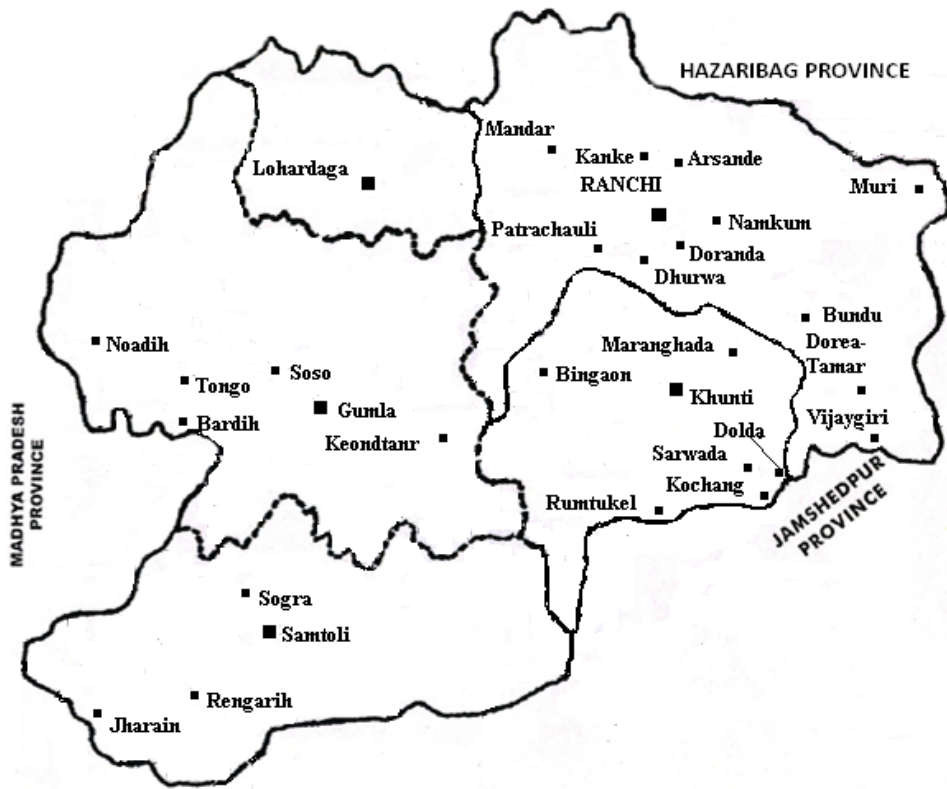 HAZARIBAG PROVINCE
Mandar
Kanke
Arsande
Lohardaga
RANCHI
Muri
Patrachauli
Namkum
Doranda
Dhurwa
Bundu
Noadih
Maranghada
Dorea-
Tamar
Tongo
Soso
Bingaon
Khunti
Gumla
Bardih
Vijaygiri
Keondtanr
Dolda
Sarwada
Kochang
Rumtukel
JAMSHEDPUR
PROVINCE
MADHYA PRADESH
PROVINCE
Sogra
Samtoli
Rengarih
Jharain